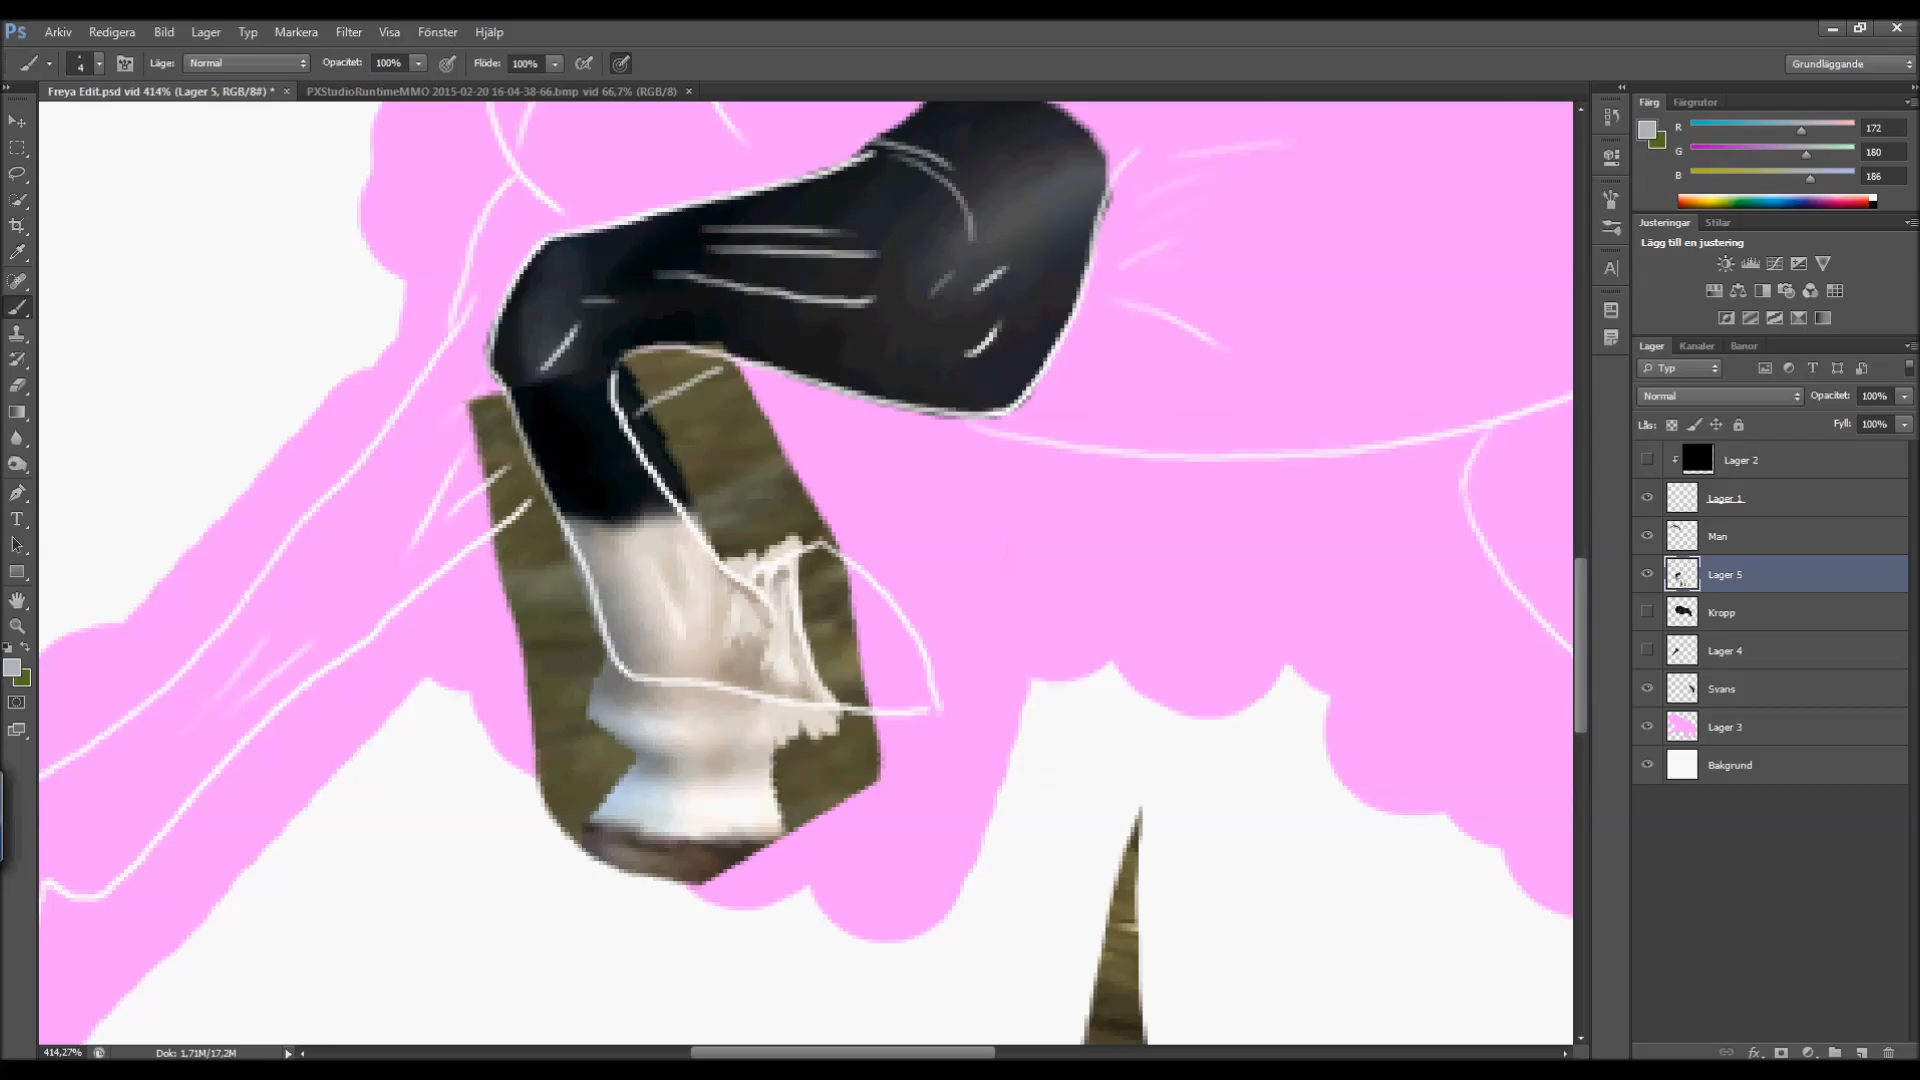 Ps Arkiv Redigera Bild Lager Typ Markera Filter Visa Fönster Hjälp
4 Läge: Normal Opacitet: 100% Flöde: 100% Grundläggande
Freya Edit.psd vid 414% (Lager 5, RGB/8#) * × PXStudioRuntimeMMO 2015-02-20 16-04-38-66.bmp vid 66,7% (RGB/8) ×
Färg Färgrutor
R 172
G 180
B 186
Justeringar Stilar
Lägg till en justering
Lager Kanaler Banor
Typ
Normal Opacitet: 100%
Lås: Fyll: 100%
Lager 2
Lager 1
Man
Lager 5
Kropp
Lager 4
Svans
Lager 3
Bakgrund
414,27% Dok: 1,71M/17,2M